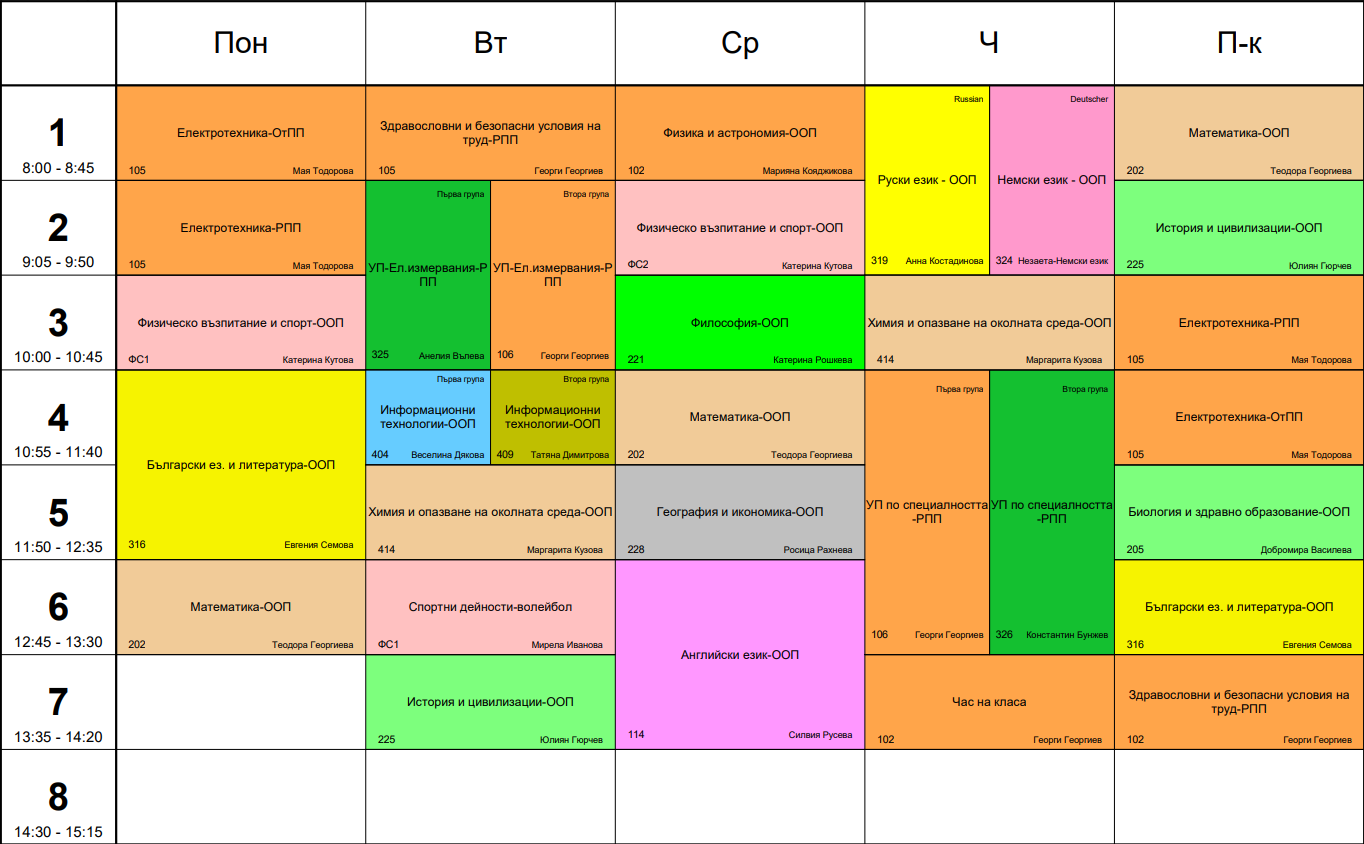 Пон
Вт
Ср
Ч
П-к
1
8:00 - 8:45
Електротехника-ОтПП
105
Мая Тодорова
Здравословни и безопасни условия на
труд-РПП
105
Георги Георгиев
Физика и астрономия-ООП
102
Марияна Кояджикова
Russian
Руски език - ООП
319
Анна Костадинова
Deutscher
Немски език - ООП
324
Незаета-Немски език
Математика-ООП
202
Теодора Георгиева
2
9:05 - 9:50
Електротехника-РПП
105
Мая Тодорова
Първа група
УП-Ел.измервания-Р
ПП
325
Анелия Вълева
Втора група
УП-Ел.измервания-Р
ПП
106
Георги Георгиев
Физическо възпитание и спорт-ООП
ФС2
Катерина Кутова
История и цивилизации-ООП
225
Юлиян Гюрчев
3
10:00 - 10:45
Физическо възпитание и спорт-ООП
ФС1
Катерина Кутова
Философия-ООП
221
Катерина Рошкева
Химия и опазване на околната среда-ООП
414
Маргарита Кузова
Електротехника-РПП
105
Мая Тодорова
4
10:55 - 11:40
Български ез. и литература-ООП
316
Евгения Семова
Първа група
Информационни
технологии-ООП
404
Веселина Дякова
Втора група
Информационни
технологии-ООП
409
Татяна Димитрова
Математика-ООП
202
Теодора Георгиева
Първа група
УП по специалността
-РПП
106
Георги Георгиев
Втора група
УП по специалността
-РПП
326
Константин Бунжев
Електротехника-ОтПП
105
Мая Тодорова
5
11:50 - 12:35
Химия и опазване на околната среда-ООП
414
Маргарита Кузова
География и икономика-ООП
228
Росица Рахнева
Биология и здравно образование-ООП
205
Добромира Василева
6
12:45 - 13:30
Математика-ООП
202
Теодора Георгиева
Спортни дейности-волейбол
ФС1
Мирела Иванова
Английски език-ООП
114
Силвия Русева
Български ез. и литература-ООП
316
Евгения Семова
7
13:35 - 14:20
История и цивилизации-ООП
225
Юлиян Гюрчев
Час на класа
102
Георги Георгиев
Здравословни и безопасни условия на
труд-РПП
102
Георги Георгиев
8
14:30 - 15:15